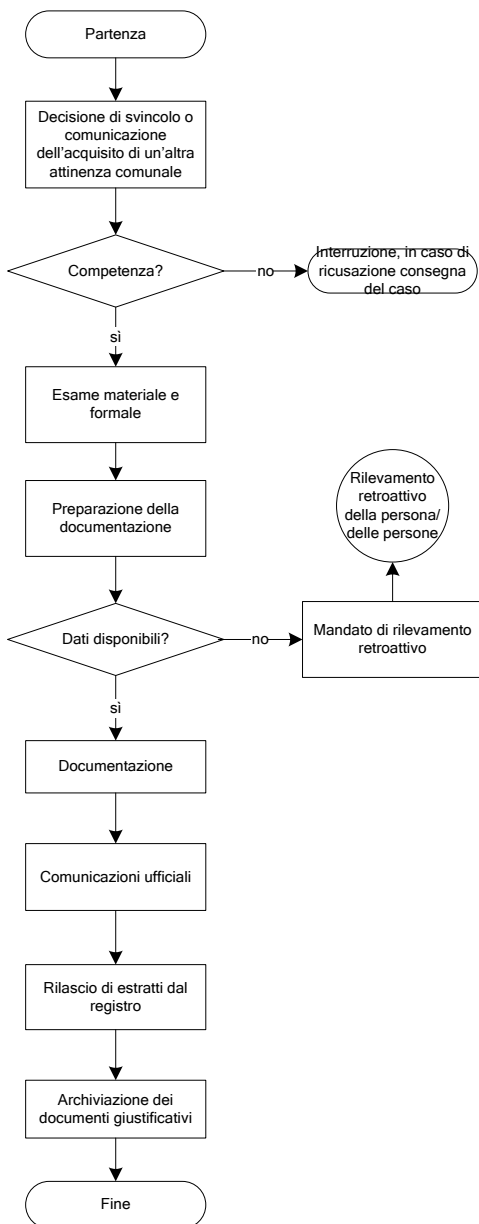 Partenza
Decisione di svincolo o
comunicazione
dell'acquisito di un'altra
attinenza comunale
Competenza?
no
Interruzione, in caso di
ricusazione consegna
del caso
sì
Esame materiale e
formale
Preparazione della
documentazione
Rilevamento
retroattivo
della persona/
delle persone
Dati disponibili?
no
Mandato di rilevamento
retroattivo
sì
Documentazione
Comunicazioni ufficiali
Rilascio di estratti dal
registro
Archiviazione dei
documenti giustificativi
Fine